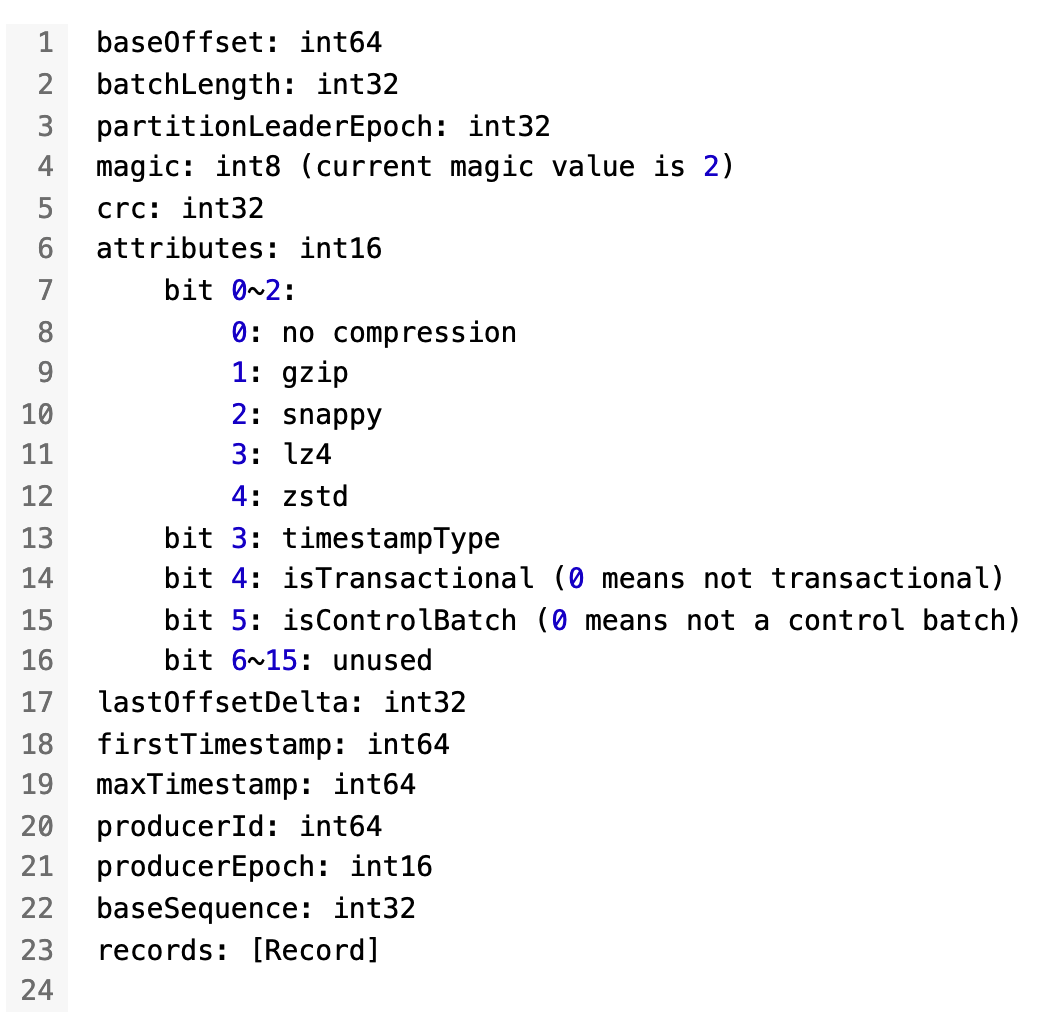 1 baseOffset: int64
2 batchLength: int32
3 partitionLeaderEpoch: int32
4 magic: int8 (current magic value is 2)
5 crc: int32
6 attributes: int16
7     bit 0~2:
8         0: no compression
9         1: gzip
10         2: snappy
11         3: lz4
12         4: zstd
13     bit 3: timestampType
14     bit 4: isTransactional (0 means not transactional)
15     bit 5: isControlBatch (0 means not a control batch)
16     bit 6~15: unused
17 lastOffsetDelta: int32
18 firstTimestamp: int64
19 maxTimestamp: int64
20 producerId: int64
21 producerEpoch: int16
22 baseSequence: int32
23 records: [Record]
24